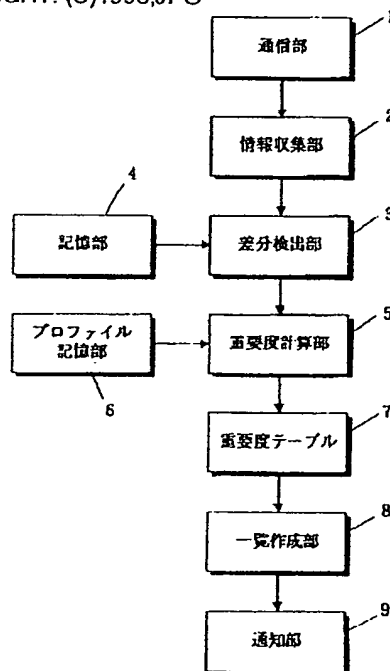 (C)1998,JPO
通信部
1
情報収集部
2
記憶部
4
差分検出部
3
プロファイル
記憶部
6
重要度計算部
5
重要度テーブル
7
一覧作成部
8
通知部
9